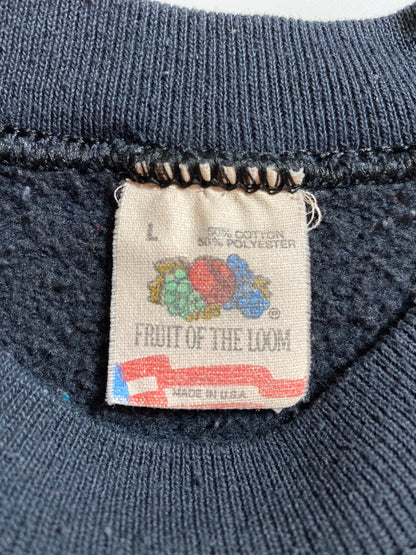 L
50% COTTON
50% POLYESTER
®
FRUIT OF THE LOOM
MADE IN U.S.A.